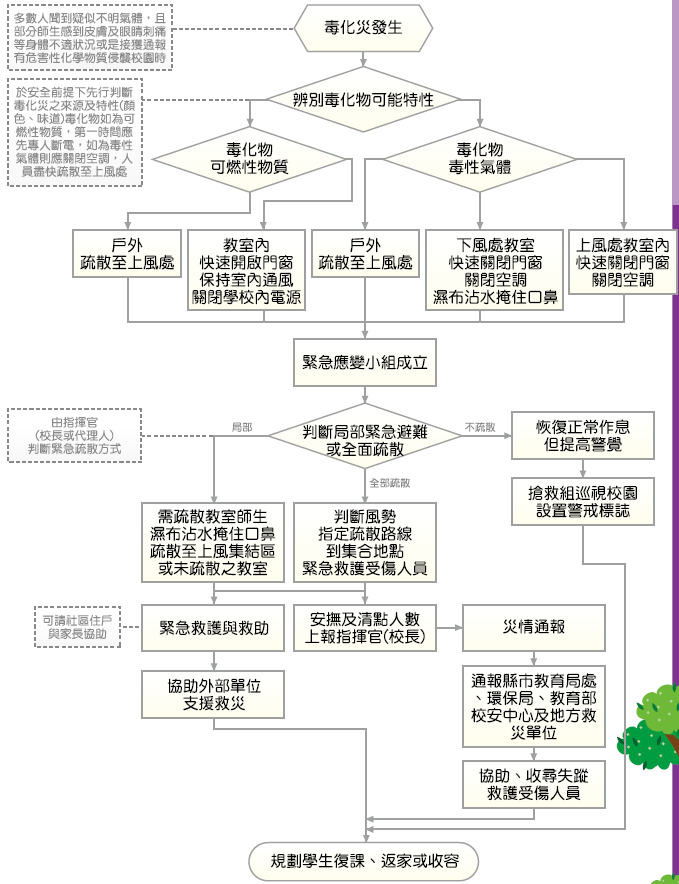 多數人聞到疑似不明氣體，且
部分師生感到皮膚及眼睛刺痛
等身體不適狀況或是接獲通報
有危害性化學物質侵襲校園時
毒化災發生
於安全前提下先行判斷
毒化災之來源及特性(顏
色、味道)毒化物如為可
燃性物質，第一時間應
先專人斷電，如為毒性
氣體則應關閉空調，人
員盡快疏散至上風處
辨別毒化物可能特性
毒化物
可燃性物質
毒化物
毒性氣體
戶外
疏散至上風處
教室內
快速開啟門窗
保持室內通風
關閉學校內電源
戶外
疏散至上風處
下風處教室
快速關閉門窗
關閉空調
濕布沾水掩住口鼻
上風處教室內
快速關閉門窗
關閉空調
緊急應變小組成立
由指揮官
(校長或代理人)
判斷緊急疏散方式
局部
判斷局部緊急避難
或全面疏散
不疏散
恢復正常作息
但提高警覺
全部疏散
搶救組巡視校園
設置警戒標誌
需疏散教室師生
濕布沾水掩住口鼻
疏散至上風集結區
或未疏散之教室
判斷風勢
指定疏散路線
到集合地點
緊急救護受傷人員
可請社區住戶
與家長協助
緊急救護與救助
安撫及清點人數
上報指揮官(校長)
災情通報
協助外部單位
支援救災
通報縣市教育局處
、環保局、教育部
校安中心及地方救
災單位
協助、收尋失蹤
救護受傷人員
規劃學生復課、返家或收容